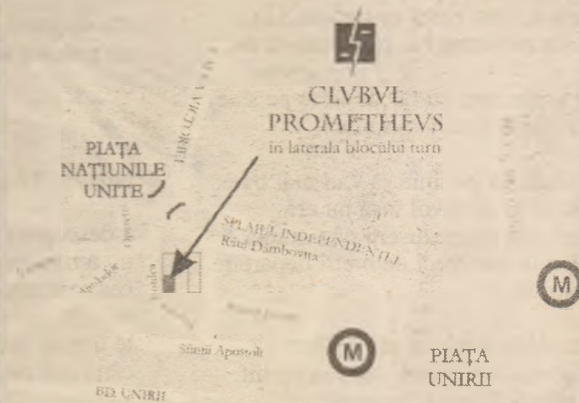 CLVBVL
PROMETHEVS
în laterala blocului turn
PIAȚA
NAȚIUNILE
UNITE
SPLAIUL INDEPENDENȚEI
Râul Dâmbovița
Sfinții Apostoli
BD. UNIRII
M
M
PIAȚA
UNIRII